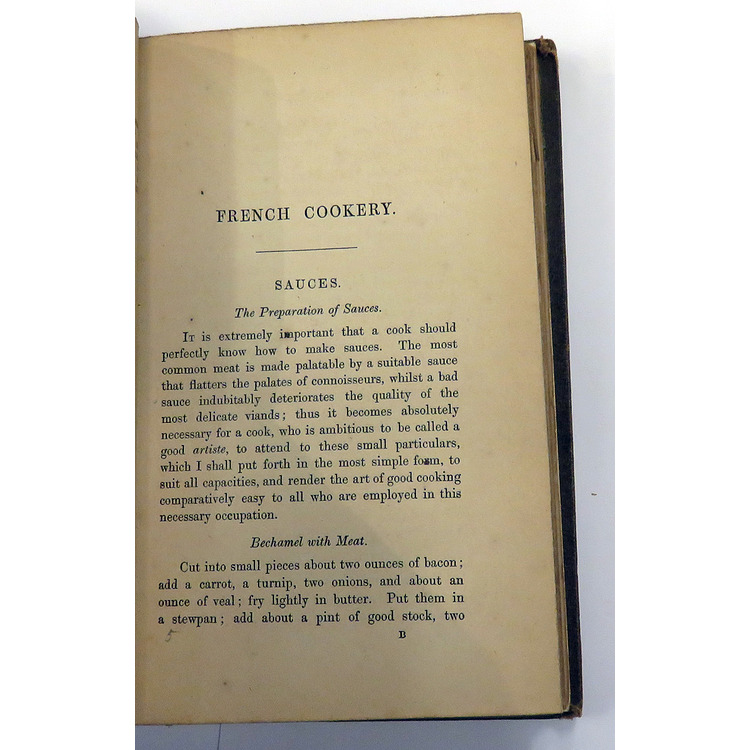 FRENCH COOKERY.
SAUCES.
The Preparation of Sauces.
It is extremely important that a cook should
perfectly know how to make sauces. The most
common meat is made palatable by a suitable sauce
that flatters the palates of connoisseurs, whilst a bad
sauce indubitably deteriorates the quality of the
most delicate viands; thus it becomes absolutely
necessary for a cook, who is ambitious to be called a
good artiste, to attend to these small particulars,
which I shall put forth in the most simple form, to
suit all capacities, and render the art of good cooking
comparatively easy to all who are employed in this
necessary occupation.
Bechamel with Meat.
Cut into small pieces about two ounces of bacon;
add a carrot, a turnip, two onions, and about an
ounce of veal; fry lightly in butter. Put them in
a stewpan; add about a pint of good stock, two
5
B